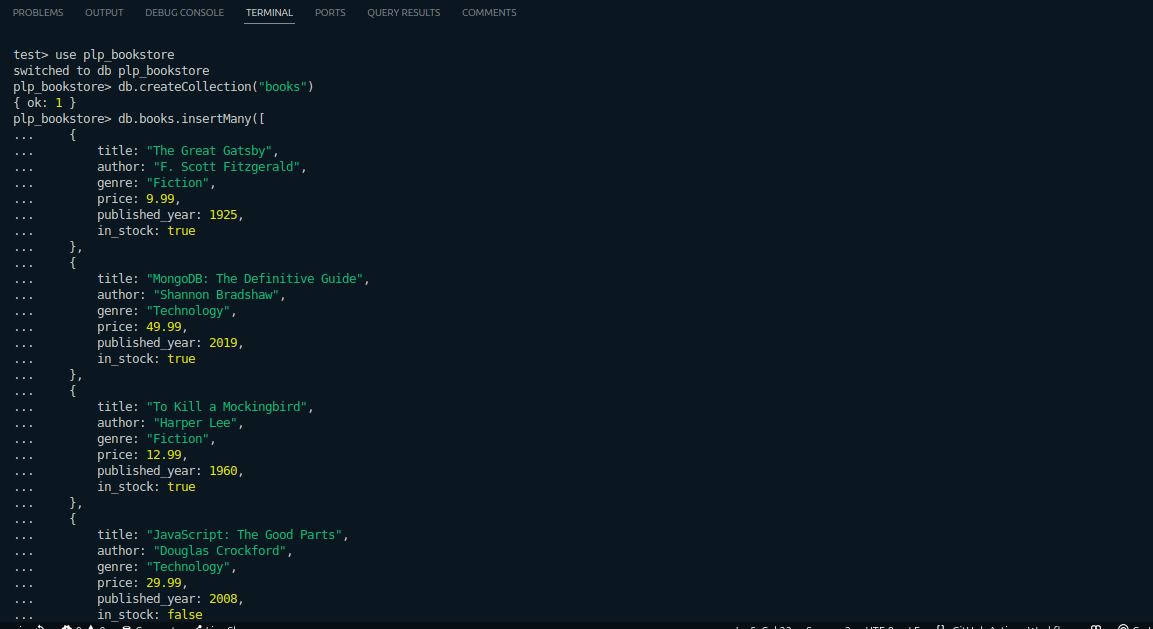 PROBLEMS OUTPUT DEBUG CONSOLE TERMINAL PORTS QUERY RESULTS COMMENTS
test> use plp_bookstore
switched to db plp_bookstore
plp_bookstore> db.createCollection("books")
{ ok: 1 }
plp_bookstore> db.books.insertMany([
...     {
...         title: "The Great Gatsby",
...         author: "F. Scott Fitzgerald",
...         genre: "Fiction",
...         price: 9.99,
...         published_year: 1925,
...         in_stock: true
...     },
...     {
...         title: "MongoDB: The Definitive Guide",
...         author: "Shannon Bradshaw",
...         genre: "Technology",
...         price: 49.99,
...         published_year: 2019,
...         in_stock: true
...     },
...     {
...         title: "To Kill a Mockingbird",
...         author: "Harper Lee",
...         genre: "Fiction",
...         price: 12.99,
...         published_year: 1960,
...         in_stock: true
...     },
...     {
...         title: "JavaScript: The Good Parts",
...         author: "Douglas Crockford",
...         genre: "Technology",
...         price: 29.99,
...         published_year: 2008,
...         in_stock: false